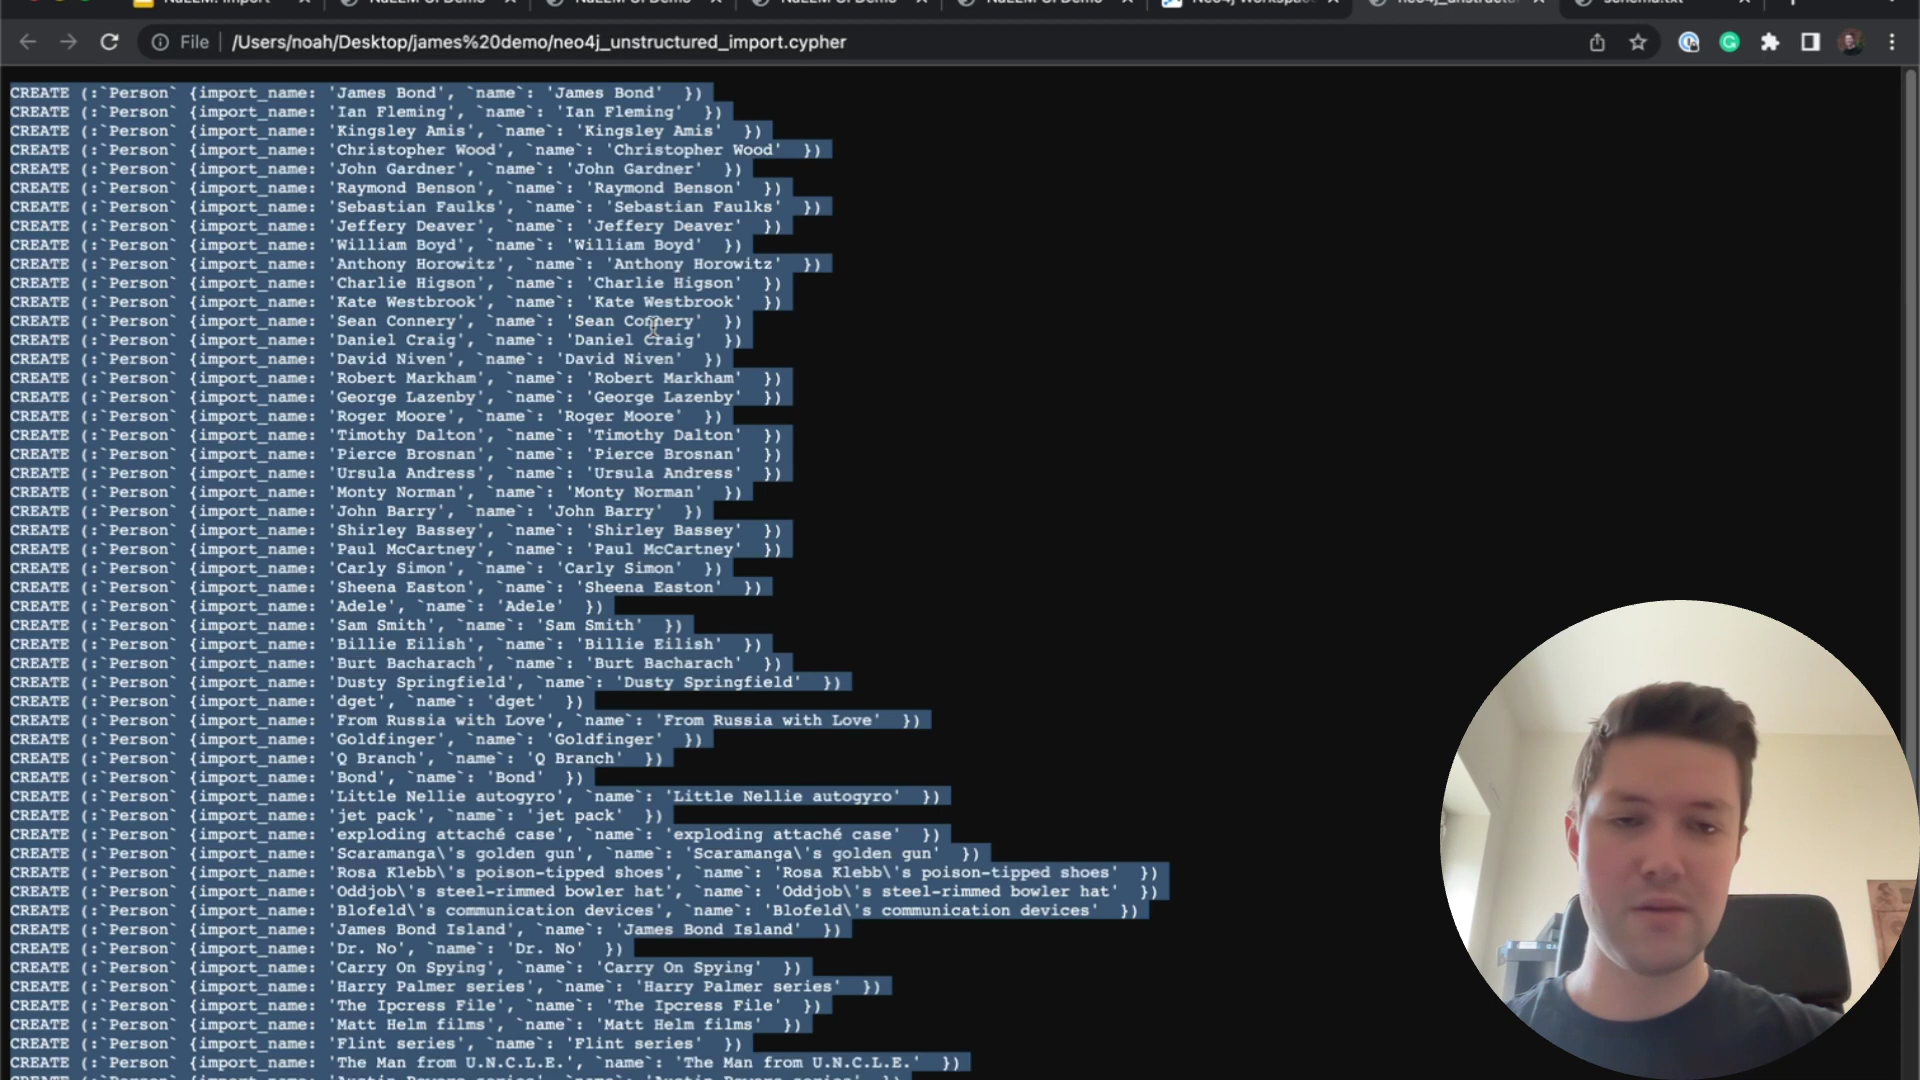 File
/Users/noah/Desktop/james%20demo/neo4j_unstructured_import.cypher
CREATE (:`Person` {import_name: 'James Bond', `name`: 'James Bond'  })
CREATE (:`Person` {import_name: 'Ian Fleming', `name`: 'Ian Fleming'  })
CREATE (:`Person` {import_name: 'Kingsley Amis', `name`: 'Kingsley Amis'  })
CREATE (:`Person` {import_name: 'Christopher Wood', `name`: 'Christopher Wood'  })
CREATE (:`Person` {import_name: 'John Gardner', `name`: 'John Gardner'  })
CREATE (:`Person` {import_name: 'Raymond Benson', `name`: 'Raymond Benson'  })
CREATE (:`Person` {import_name: 'Sebastian Faulks', `name`: 'Sebastian Faulks'  })
CREATE (:`Person` {import_name: 'Jeffery Deaver', `name`: 'Jeffery Deaver'  })
CREATE (:`Person` {import_name: 'William Boyd', `name`: 'William Boyd'  })
CREATE (:`Person` {import_name: 'Anthony Horowitz', `name`: 'Anthony Horowitz'  })
CREATE (:`Person` {import_name: 'Charlie Higson', `name`: 'Charlie Higson'  })
CREATE (:`Person` {import_name: 'Kate Westbrook', `name`: 'Kate Westbrook'  })
CREATE (:`Person` {import_name: 'Sean Connery', `name`: 'Sean Connery'  })
CREATE (:`Person` {import_name: 'Daniel Craig', `name`: 'Daniel Craig'  })
CREATE (:`Person` {import_name: 'David Niven', `name`: 'David Niven'  })
CREATE (:`Person` {import_name: 'Robert Markham', `name`: 'Robert Markham'  })
CREATE (:`Person` {import_name: 'George Lazenby', `name`: 'George Lazenby'  })
CREATE (:`Person` {import_name: 'Roger Moore', `name`: 'Roger Moore'  })
CREATE (:`Person` {import_name: 'Timothy Dalton', `name`: 'Timothy Dalton'  })
CREATE (:`Person` {import_name: 'Pierce Brosnan', `name`: 'Pierce Brosnan'  })
CREATE (:`Person` {import_name: 'Ursula Andress', `name`: 'Ursula Andress'  })
CREATE (:`Person` {import_name: 'Monty Norman', `name`: 'Monty Norman'  })
CREATE (:`Person` {import_name: 'John Barry', `name`: 'John Barry'  })
CREATE (:`Person` {import_name: 'Shirley Bassey', `name`: 'Shirley Bassey'  })
CREATE (:`Person` {import_name: 'Paul McCartney', `name`: 'Paul McCartney'  })
CREATE (:`Person` {import_name: 'Carly Simon', `name`: 'Carly Simon'  })
CREATE (:`Person` {import_name: 'Sheena Easton', `name`: 'Sheena Easton'  })
CREATE (:`Person` {import_name: 'Adele', `name`: 'Adele'  })
CREATE (:`Person` {import_name: 'Sam Smith', `name`: 'Sam Smith'  })
CREATE (:`Person` {import_name: 'Billie Eilish', `name`: 'Billie Eilish'  })
CREATE (:`Person` {import_name: 'Burt Bacharach', `name`: 'Burt Bacharach'  })
CREATE (:`Person` {import_name: 'Dusty Springfield', `name`: 'Dusty Springfield'  })
CREATE (:`Person` {import_name: 'dget', `name`: 'dget'  })
CREATE (:`Person` {import_name: 'From Russia with Love', `name`: 'From Russia with Love'  })
CREATE (:`Person` {import_name: 'Goldfinger', `name`: 'Goldfinger'  })
CREATE (:`Person` {import_name: 'Q Branch', `name`: 'Q Branch'  })
CREATE (:`Person` {import_name: 'Bond', `name`: 'Bond'  })
CREATE (:`Person` {import_name: 'Little Nellie autogyro', `name`: 'Little Nellie autogyro'  })
CREATE (:`Person` {import_name: 'jet pack', `name`: 'jet pack'  })
CREATE (:`Person` {import_name: 'exploding attaché case', `name`: 'exploding attaché case'  })
CREATE (:`Person` {import_name: 'Scaramanga\'s golden gun', `name`: 'Scaramanga\'s golden gun'  })
CREATE (:`Person` {import_name: 'Rosa Klebb\'s poison-tipped shoes', `name`: 'Rosa Klebb\'s poison-tipped shoes'  })
CREATE (:`Person` {import_name: 'Oddjob\'s steel-rimmed bowler hat', `name`: 'Oddjob\'s steel-rimmed bowler hat'  })
CREATE (:`Person` {import_name: 'Blofeld\'s communication devices', `name`: 'Blofeld\'s communication devices'  })
CREATE (:`Person` {import_name: 'James Bond Island', `name`: 'James Bond Island'  })
CREATE (:`Person` {import_name: 'Dr. No', `name`: 'Dr. No'  })
CREATE (:`Person` {import_name: 'Carry On Spying', `name`: 'Carry On Spying'  })
CREATE (:`Person` {import_name: 'Harry Palmer series', `name`: 'Harry Palmer series'  })
CREATE (:`Person` {import_name: 'The Ipcress File', `name`: 'The Ipcress File'  })
CREATE (:`Person` {import_name: 'Matt Helm films', `name`: 'Matt Helm films'  })
CREATE (:`Person` {import_name: 'Flint series', `name`: 'Flint series'  })
CREATE (:`Person` {import_name: 'The Man from U.N.C.L.E.', `name`: 'The Man from U.N.C.L.E.'  })